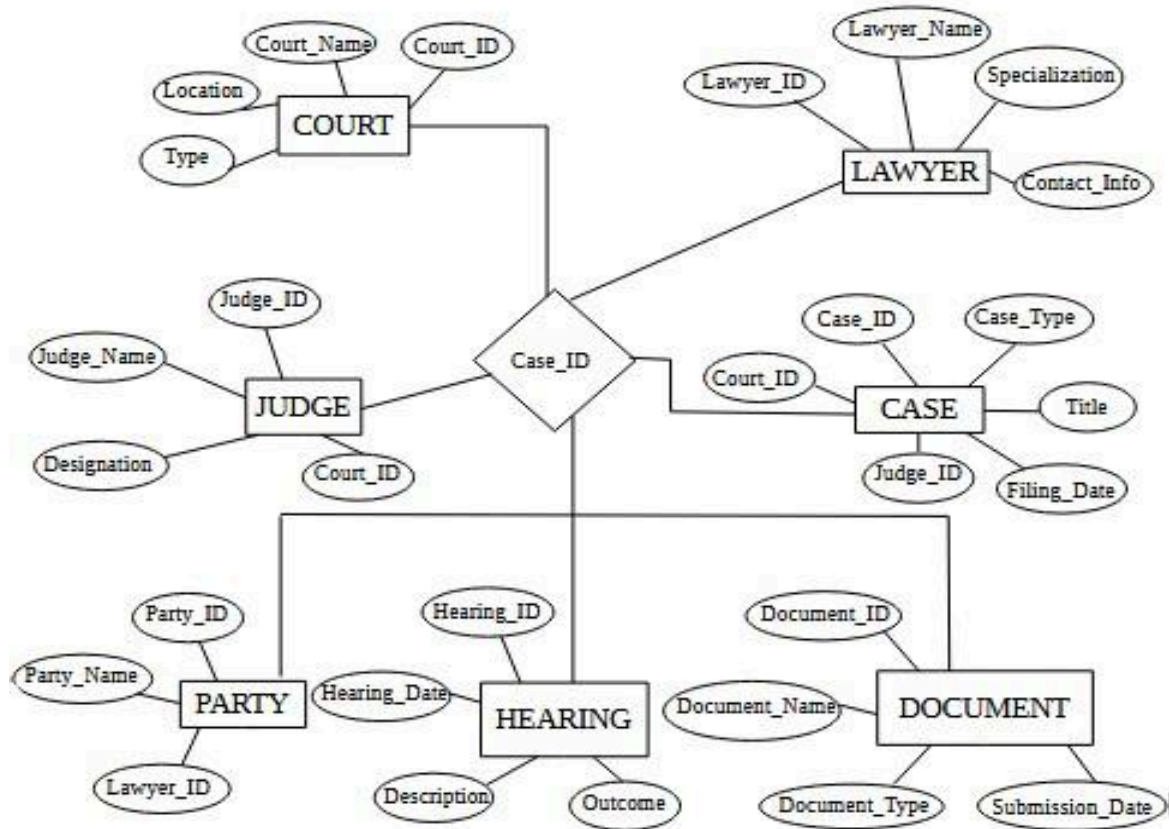 Court_Name
Court_ID
Location
COURT
Type
Lawyer_Name
Lawyer_ID
Specialization
LAWYER
Contact_Info
Judge_ID
Judge_Name
JUDGE
Designation
Court_ID
Case_ID
Case_ID
Case_Type
Court_ID
CASE
Title
Judge_ID
Filing_Date
Party_ID
Party_Name
PARTY
Lawyer_ID
Hearing_ID
Hearing_Date
HEARING
Description
Outcome
Document_ID
Document_Name
DOCUMENT
Document_Type
Submission_Date